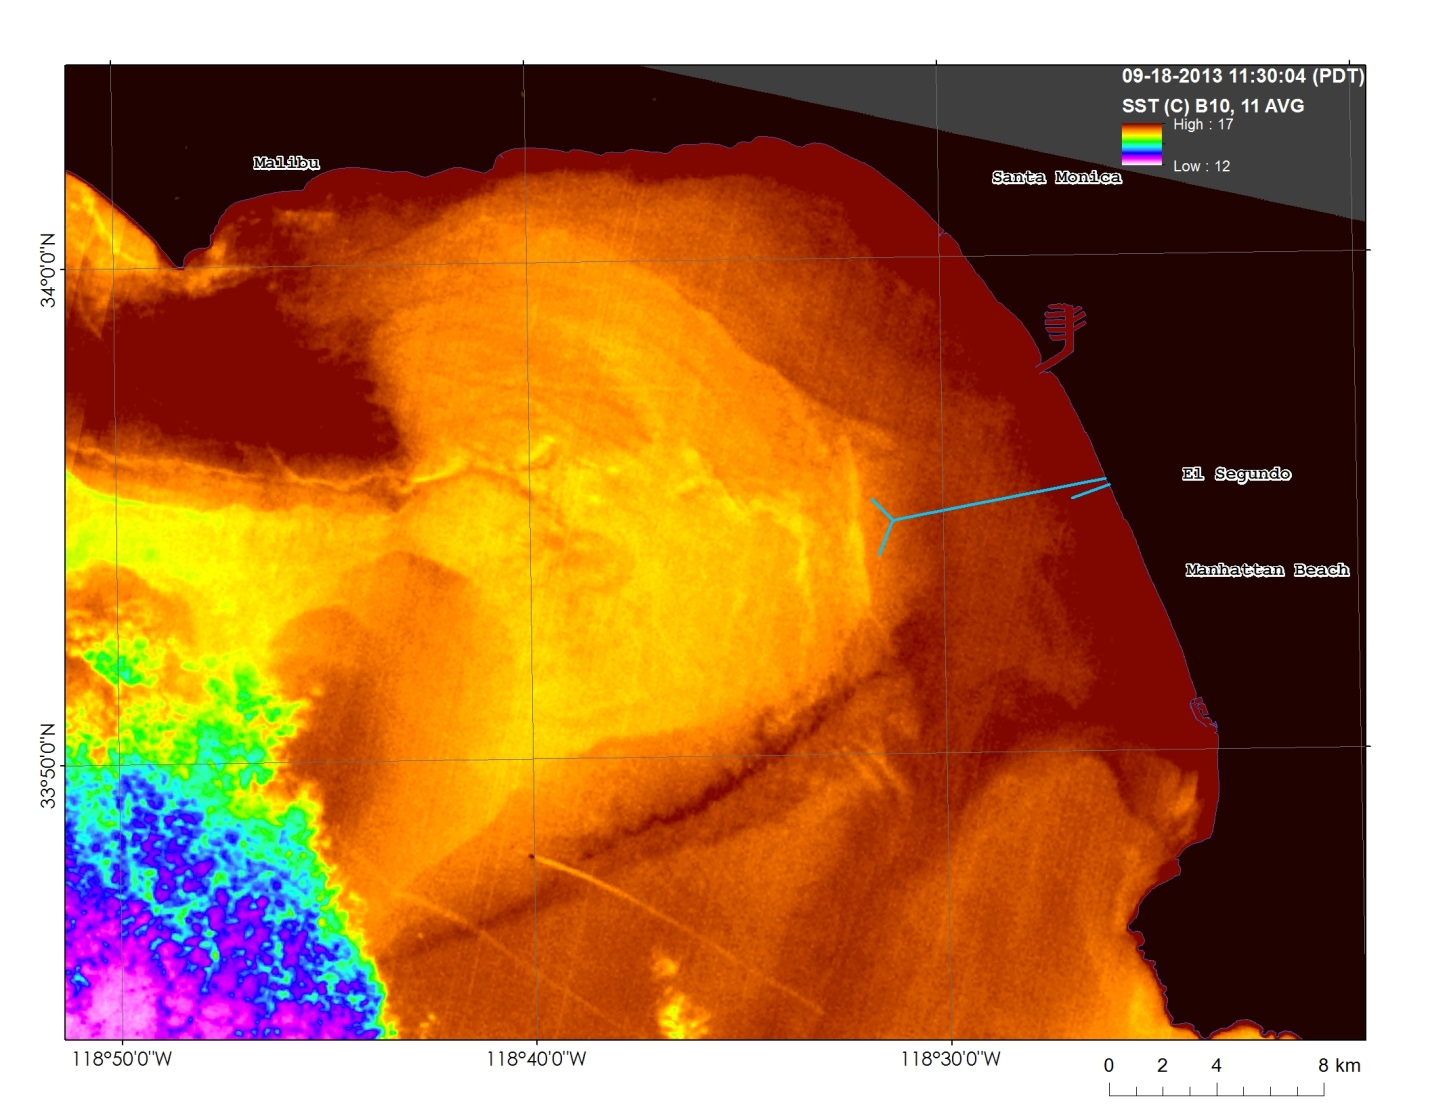 09-18-2013 11:30:04 (PDT)
SST (C) B10, 11 AVG
High : 17
Low : 12
Malibu
Santa Monica
34°0'0"N
El Segundo
Manhattan Beach
33°50'0"N
118°50'0"W
118°40'0"W
118°30'0"W
0 2 4 8 km